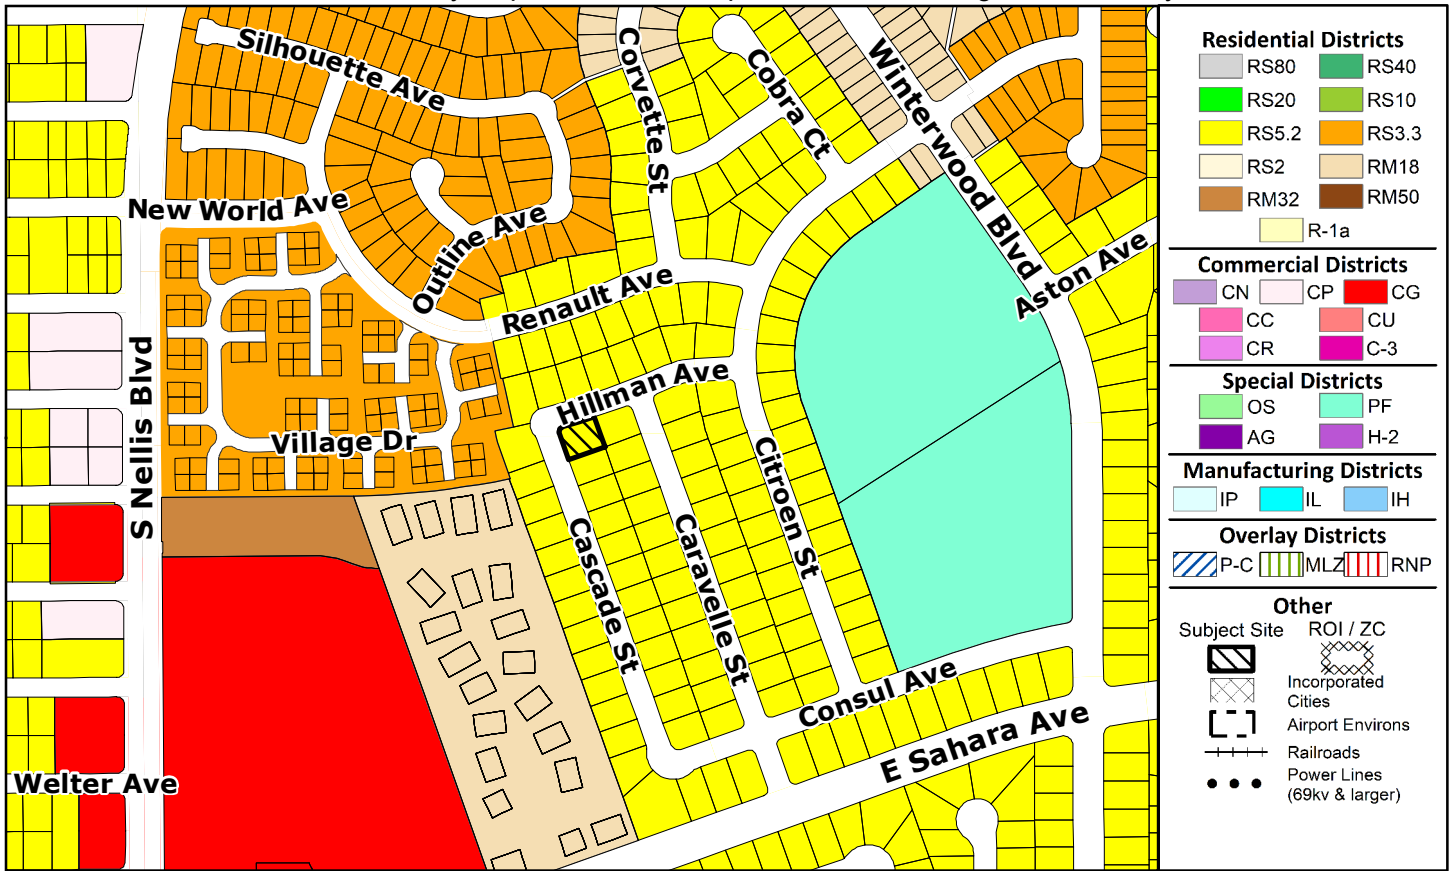 Silhouette Ave
Corvette St
Cobra Ct
Winterwood Blvd
New World Ave
Outline Ave
Renault Ave
Aston Ave
Hillman Ave
S Nellis Blvd
Village Dr
Citroen St
Cascade St
Caravelle St
Consul Ave
E Sahara Ave
Welter Ave
Residential Districts
RS80 RS40
RS20 RS10
RS5.2 RS3.3
RS2 RM18
RM32 RM50
R-1a
Commercial Districts
CN CP CG
CC CU
CR C-3
Special Districts
OS PF
AG H-2
Manufacturing Districts
IP IL IH
Overlay Districts
P-C MLZ RNP
Other
Subject Site ROI / ZC
Incorporated
Cities
Airport Environs
Railroads
Power Lines
(69kv & larger)